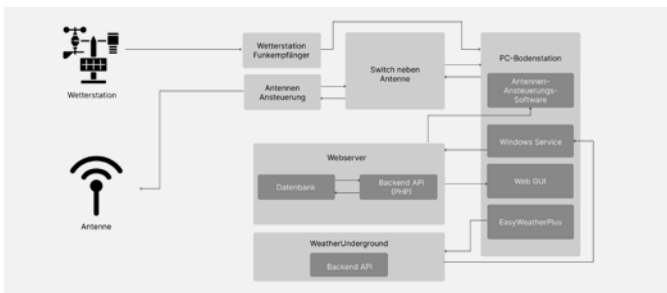 Wetterstation
Wetterstation
Funkempfänger
Switch neben
Antenne
PC-Bodenstation
Antennen
Ansteuerung
Antennen-
Ansteuerungs-
Software
Antenne
Webserver
Datenbank
Backend API
(PHP)
Windows Service
Web GUI
EasyWeatherPlus
WeatherUnderground
Backend API